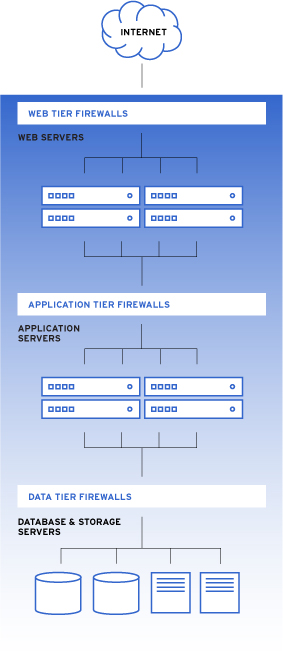 INTERNET
WEB TIER FIREWALLS
WEB SERVERS
APPLICATION TIER FIREWALLS
APPLICATION
SERVERS
DATA TIER FIREWALLS
DATABASE & STORAGE
SERVERS